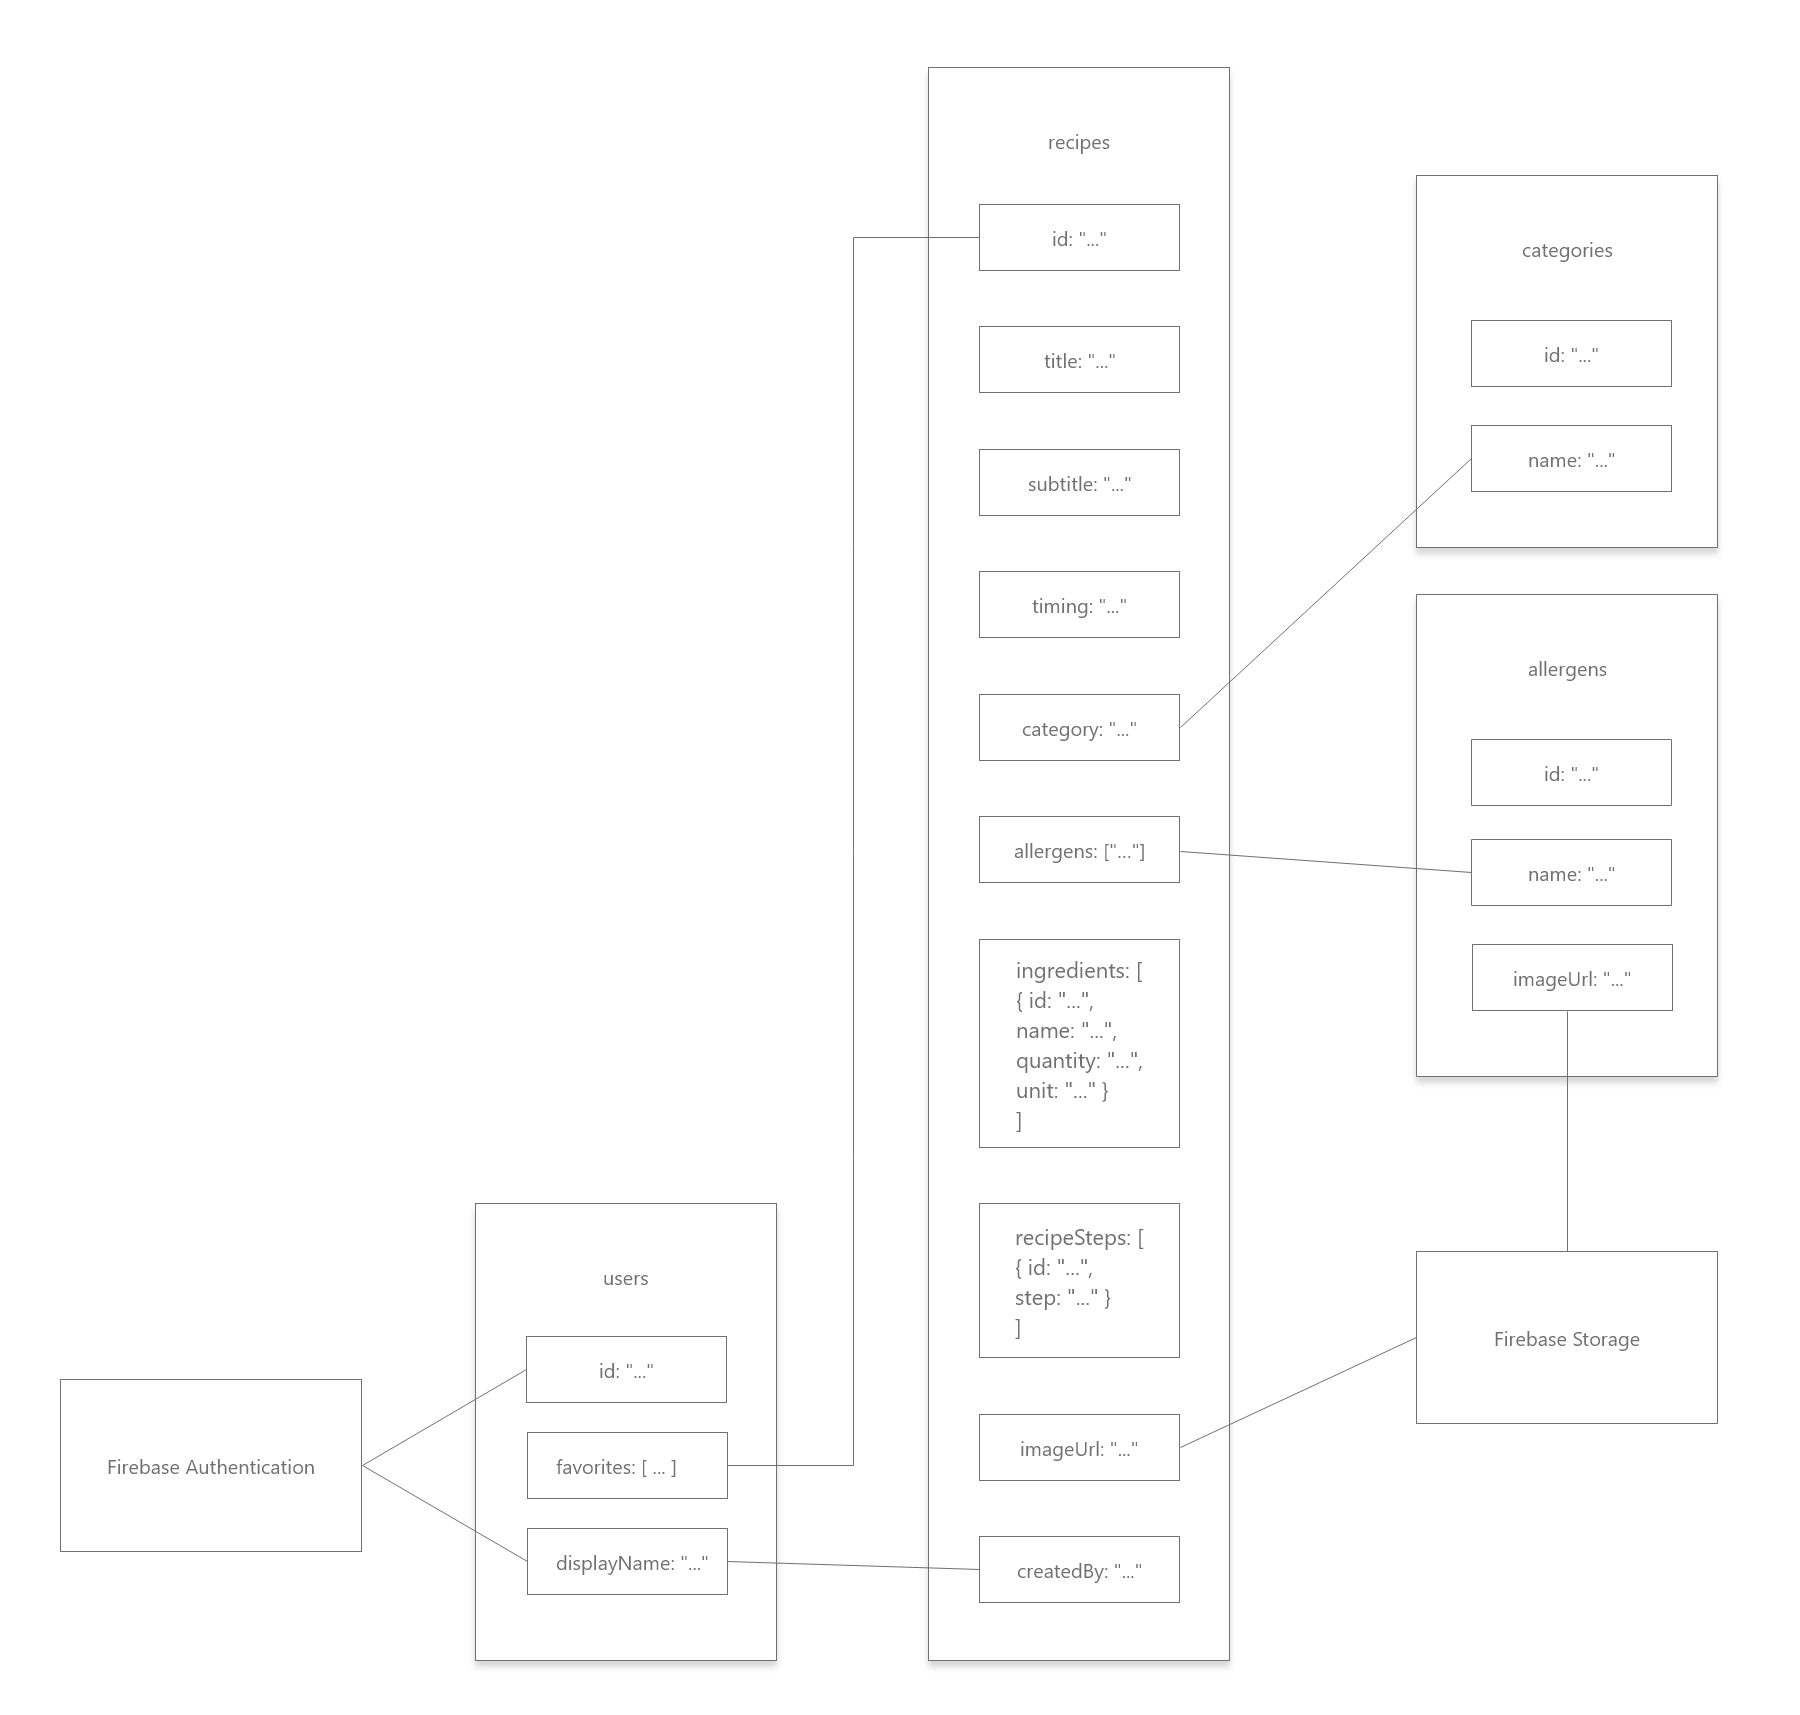 recipes
id: "..."
title: "..."
subtitle: "..."
timing: "..."
category: "..."
allergens: ["..."]
ingredients: [
{ id: "...",
name: "...",
quantity: "...",
unit: "..." }
]
recipeSteps: [
{ id: "...",
step: "..." }
]
imageUrl: "..."
createdBy: "..."
categories
id: "..."
name: "..."
allergens
id: "..."
name: "..."
imageUrl: "..."
Firebase Storage
users
id: "..."
favorites: [ ... ]
displayName: "..."
Firebase Authentication